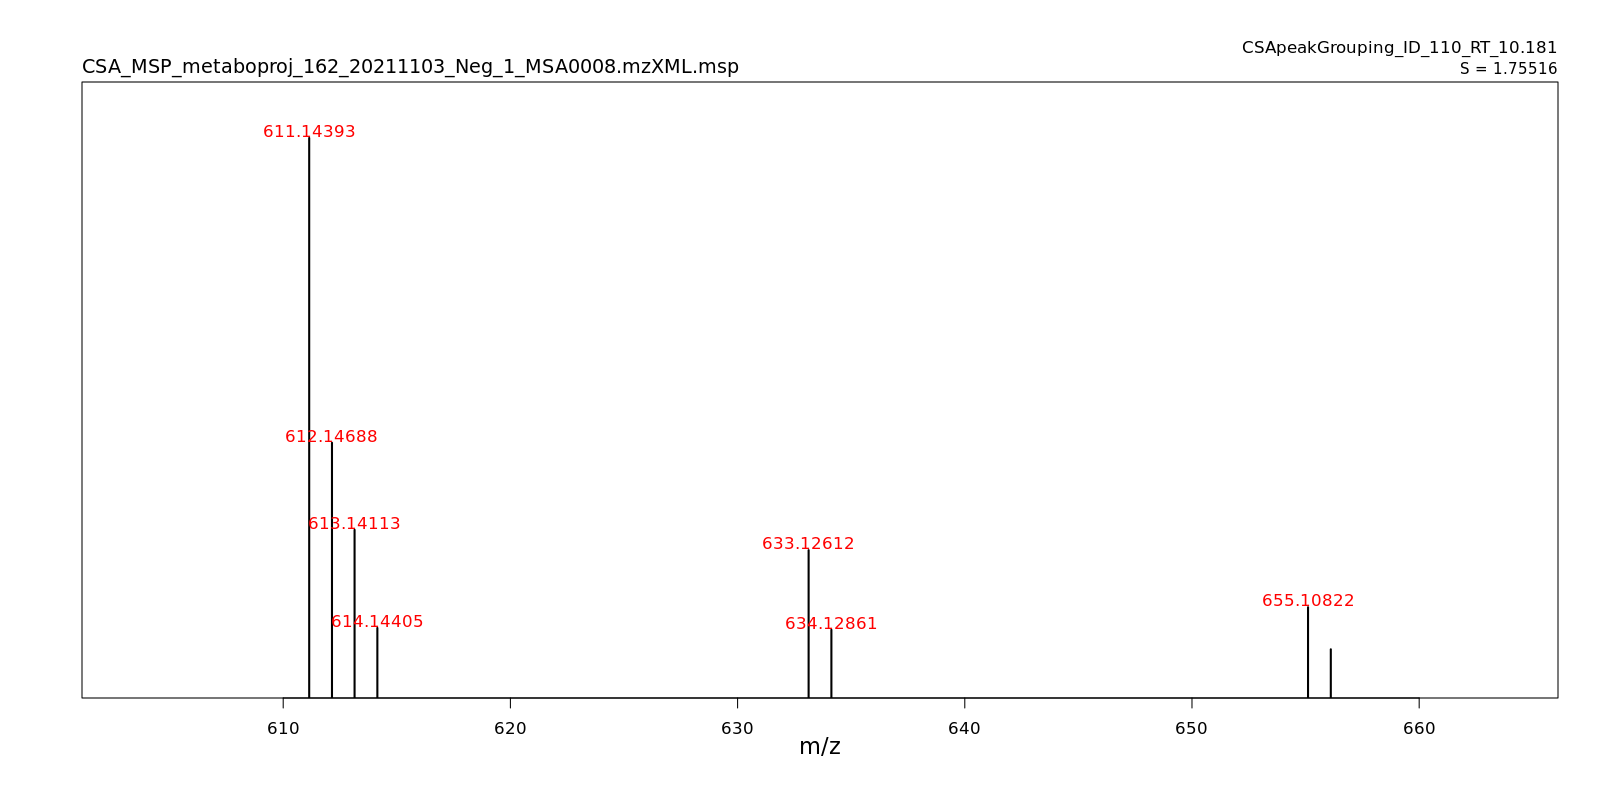 CSApeakGrouping_ID_110_RT_10.181
CSA_MSP_metaboproj_162_20211103_Neg_1_MSA0008.mzXML.msp
S = 1.75516
611.14393
612.14688
613.14113
633.12612
655.10822
614.14405
634.12861
610 620 630 640 650 660
m/z